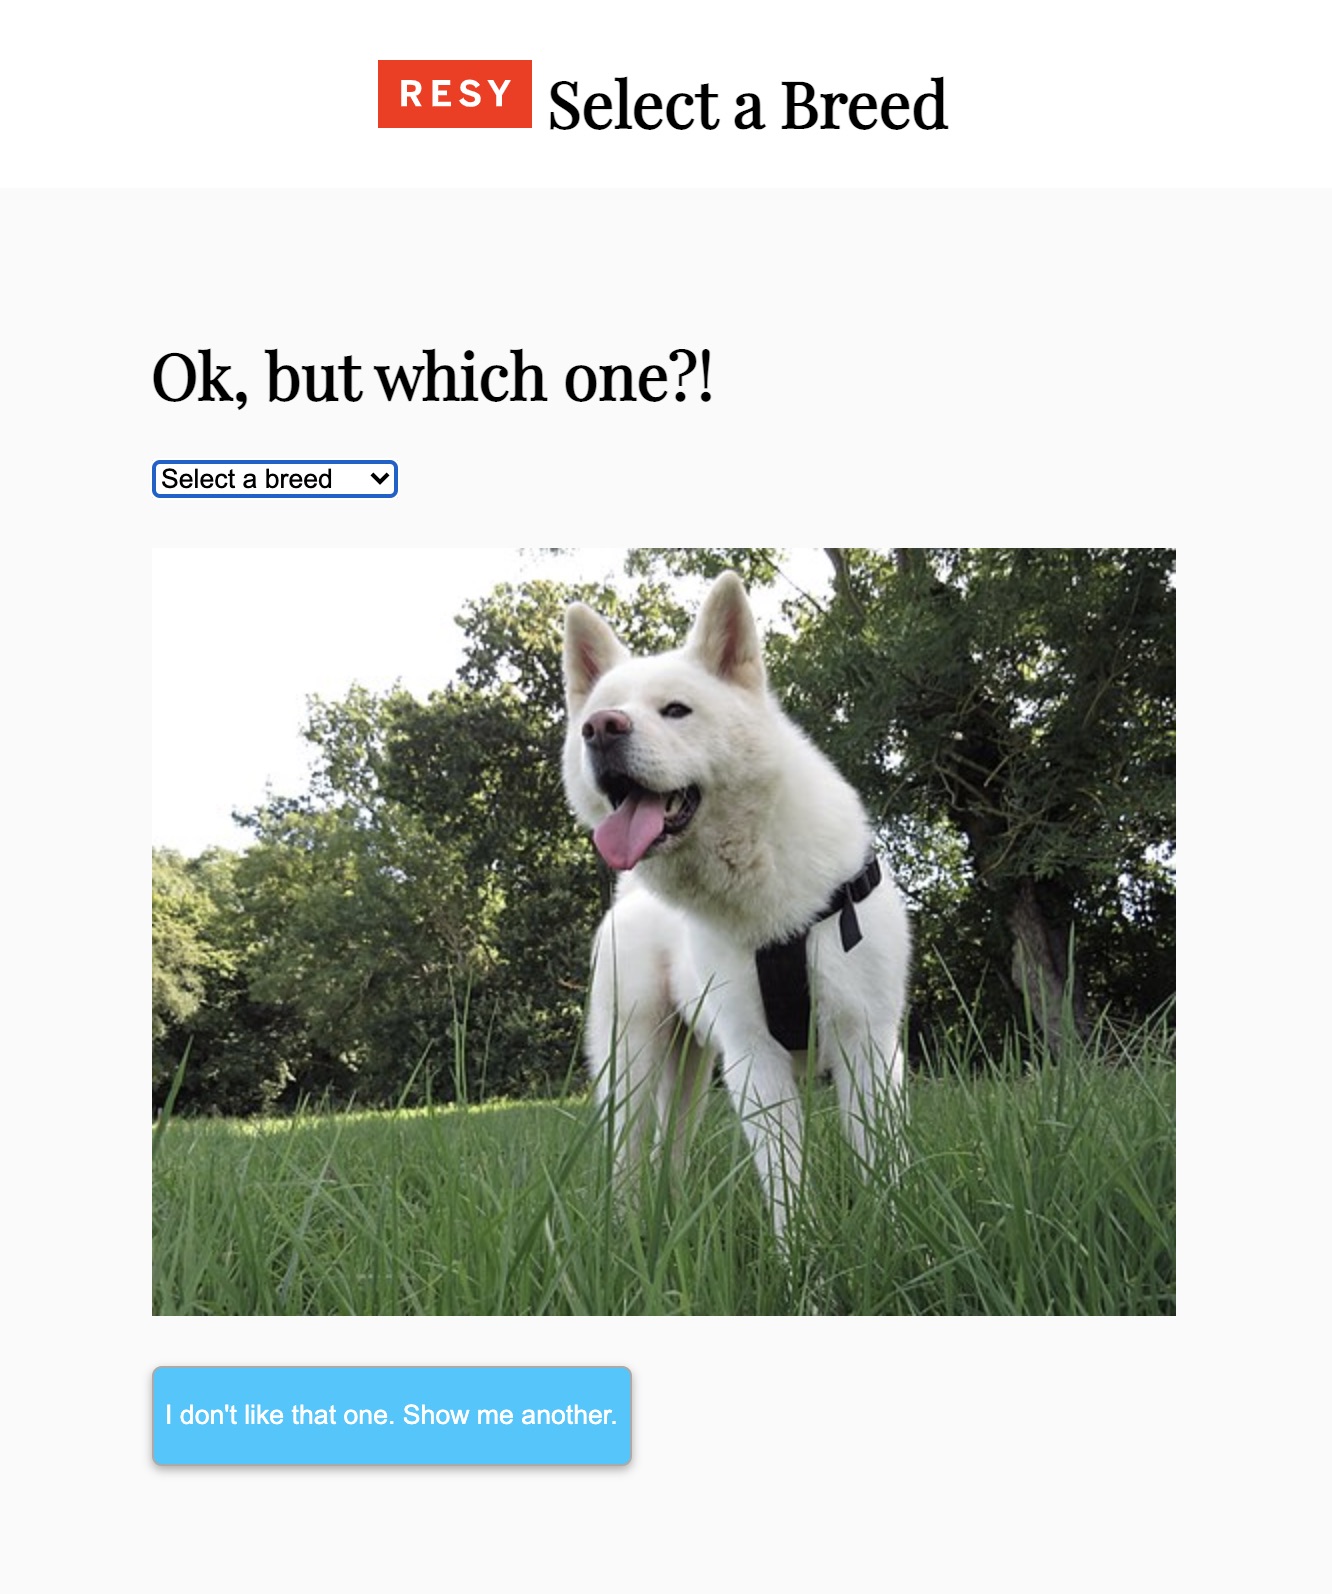 RESY Select a Breed
Ok, but which one?!
Select a breed
I don't like that one. Show me another.